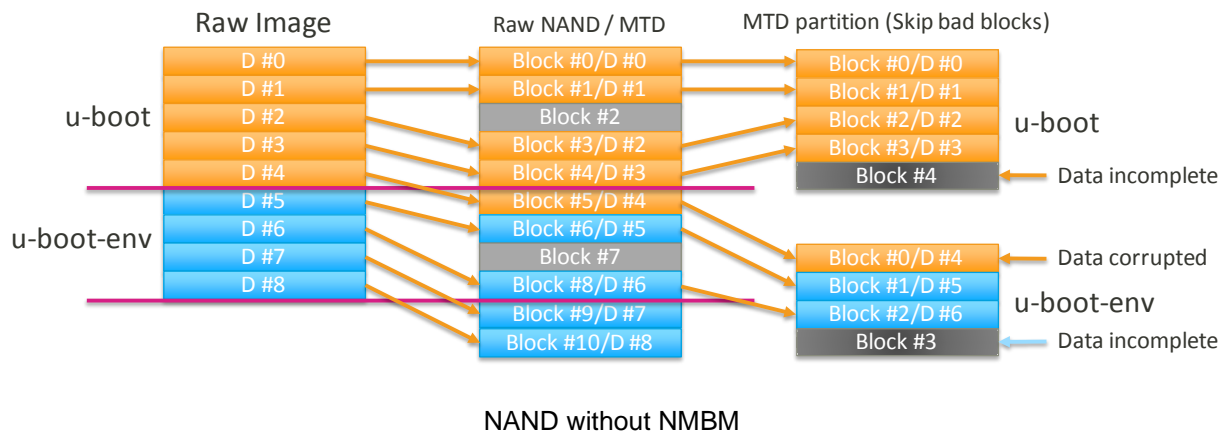 Raw Image
Raw NAND / MTD
MTD partition (Skip bad blocks)
u-boot
u-boot-env
D #0
D #1
D #2
D #3
D #4
D #5
D #6
D #7
D #8
Block #0/D #0
Block #1/D #1
Block #2
Block #3/D #2
Block #4/D #3
Block #5/D #4
Block #6/D #5
Block #7
Block #8/D #6
Block #9/D #7
Block #10/D #8
Block #0/D #0
Block #1/D #1
Block #2/D #2
Block #3/D #3
Block #4
u-boot
Data incomplete
Block #0/D #4
Block #1/D #5
Block #2/D #6
Block #3
Data corrupted
u-boot-env
Data incomplete
NAND without NMBM